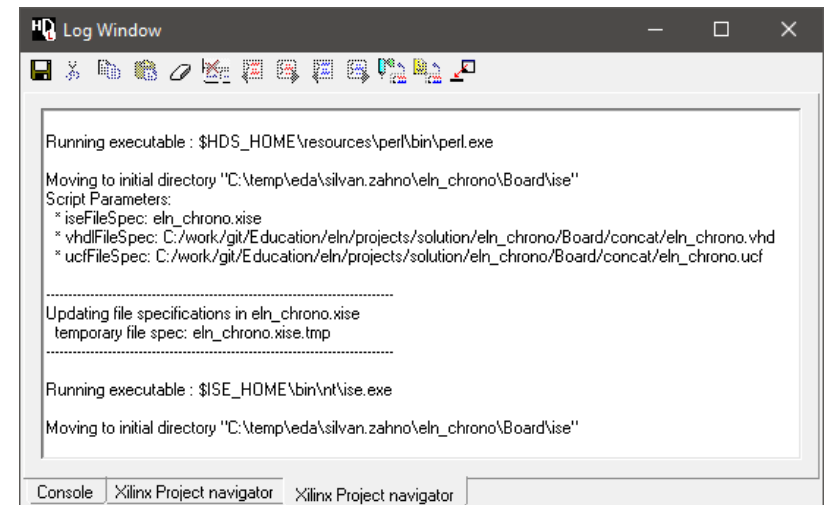 HDL Log Window
Running executable : $HDS_HOME\resources\perl\bin\perl.exe
Moving to initial directory "C:\temp\eda\silvan.zahno\eln_chrono\Board\ise"
Script Parameters:
* iseFileSpec: eln_chrono.xise
* vhdlFileSpec: C:/work/git/Education/eln/projects/solution/eln_chrono/Board/concat/eln_chrono.vhd
* ucfFileSpec: C:/work/git/Education/eln/projects/solution/eln_chrono/Board/concat/eln_chrono.ucf
-------------------------------------------------------------------------------
Updating file specifications in eln_chrono.xise
temporary file spec: eln_chrono.xise.tmp
-------------------------------------------------------------------------------
Running executable : $ISE_HOME\bin\nt\ise.exe
Moving to initial directory "C:\temp\eda\silvan.zahno\eln_chrono\Board\ise"
Console Xilinx Project navigator Xilinx Project navigator